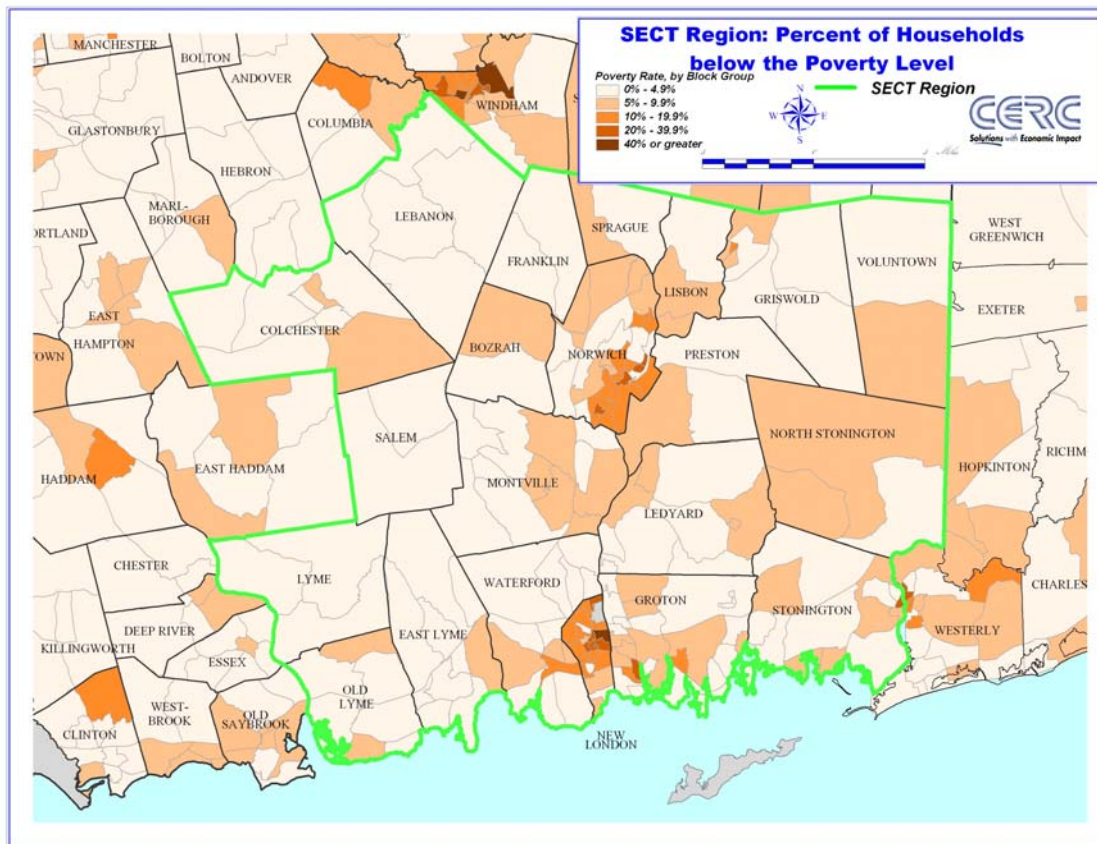 SECT Region: Percent of Households
below the Poverty Level
Poverty Rate, by Block Group
0% - 4.9%
5% - 9.9%
10% - 19.9%
20% - 39.9%
40% or greater
SECT Region
N
W E
S
CERC
Solutions with Economic Impact
MANCHESTER
BOLTON
ANDOVER
COLUMBIA
WINDHAM
GLASTONBURY
HEBRON
MARL-
BOROUGH
LEBANON
SPRAGUE
WEST
GREENWICH
ORTLAND
FRANKLIN
VOLUNTOWN
LISBON
GRISWOLD
EXETER
EAST
HAMPTON
COLCHESTER
BOZRAH
NORWICH
PRESTON
TOWN
SALEM
NORTH STONINGTON
HADDAM
EAST HADDAM
MONTVILLE
HOPKINTON
RICHM
LEDYARD
CHESTER
LYME
WATERFORD
GROTON
STONINGTON
CHARLES
DEEP RIVER
EAST LYME
WESTERLY
KILLINGWORTH
ESSEX
OLD
LYME
WEST-
BROOK
OLD
SAYBROOK
CLINTON
NEW
LONDON